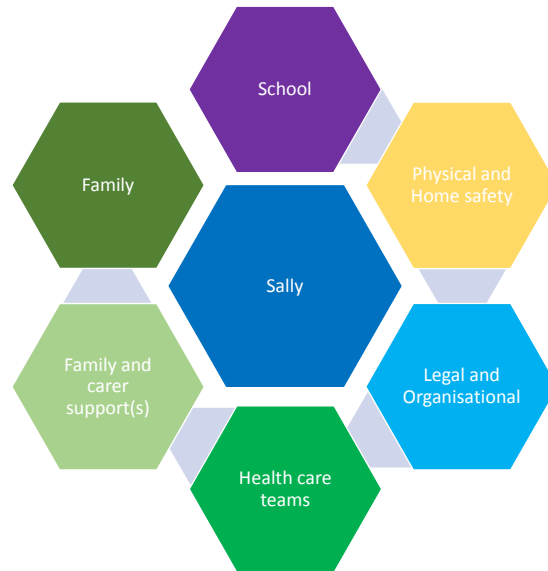 School
Physical and
Home safety
Family
Sally
Legal and
Organisational
Family and
carer
support(s)
Health care
teams